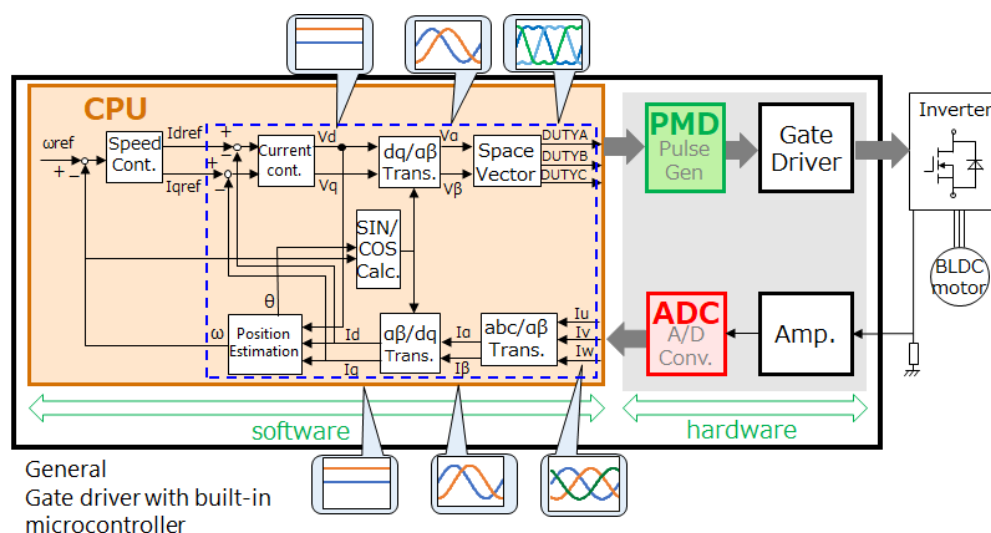 CPU
ωref
+
−
Speed
Cont.
Idref
Iqref
+
−
+
−
Current
cont.
Vd
Vq
dq/αβ
Trans.
Vα
Vβ
Space
Vector
DUTYA
DUTYB
DUTYC
PMD
Pulse
Gen
Gate
Driver
Inverter
BLDC
motor
SIN/
COS
Calc.
θ
ω
Position
Estimation
Id
Iq
αβ/dq
Trans.
Iα
Iβ
abc/αβ
Trans.
Iu
Iv
Iw
ADC
A/D
Conv.
Amp.
software
hardware
General
Gate driver with built-in
microcontroller